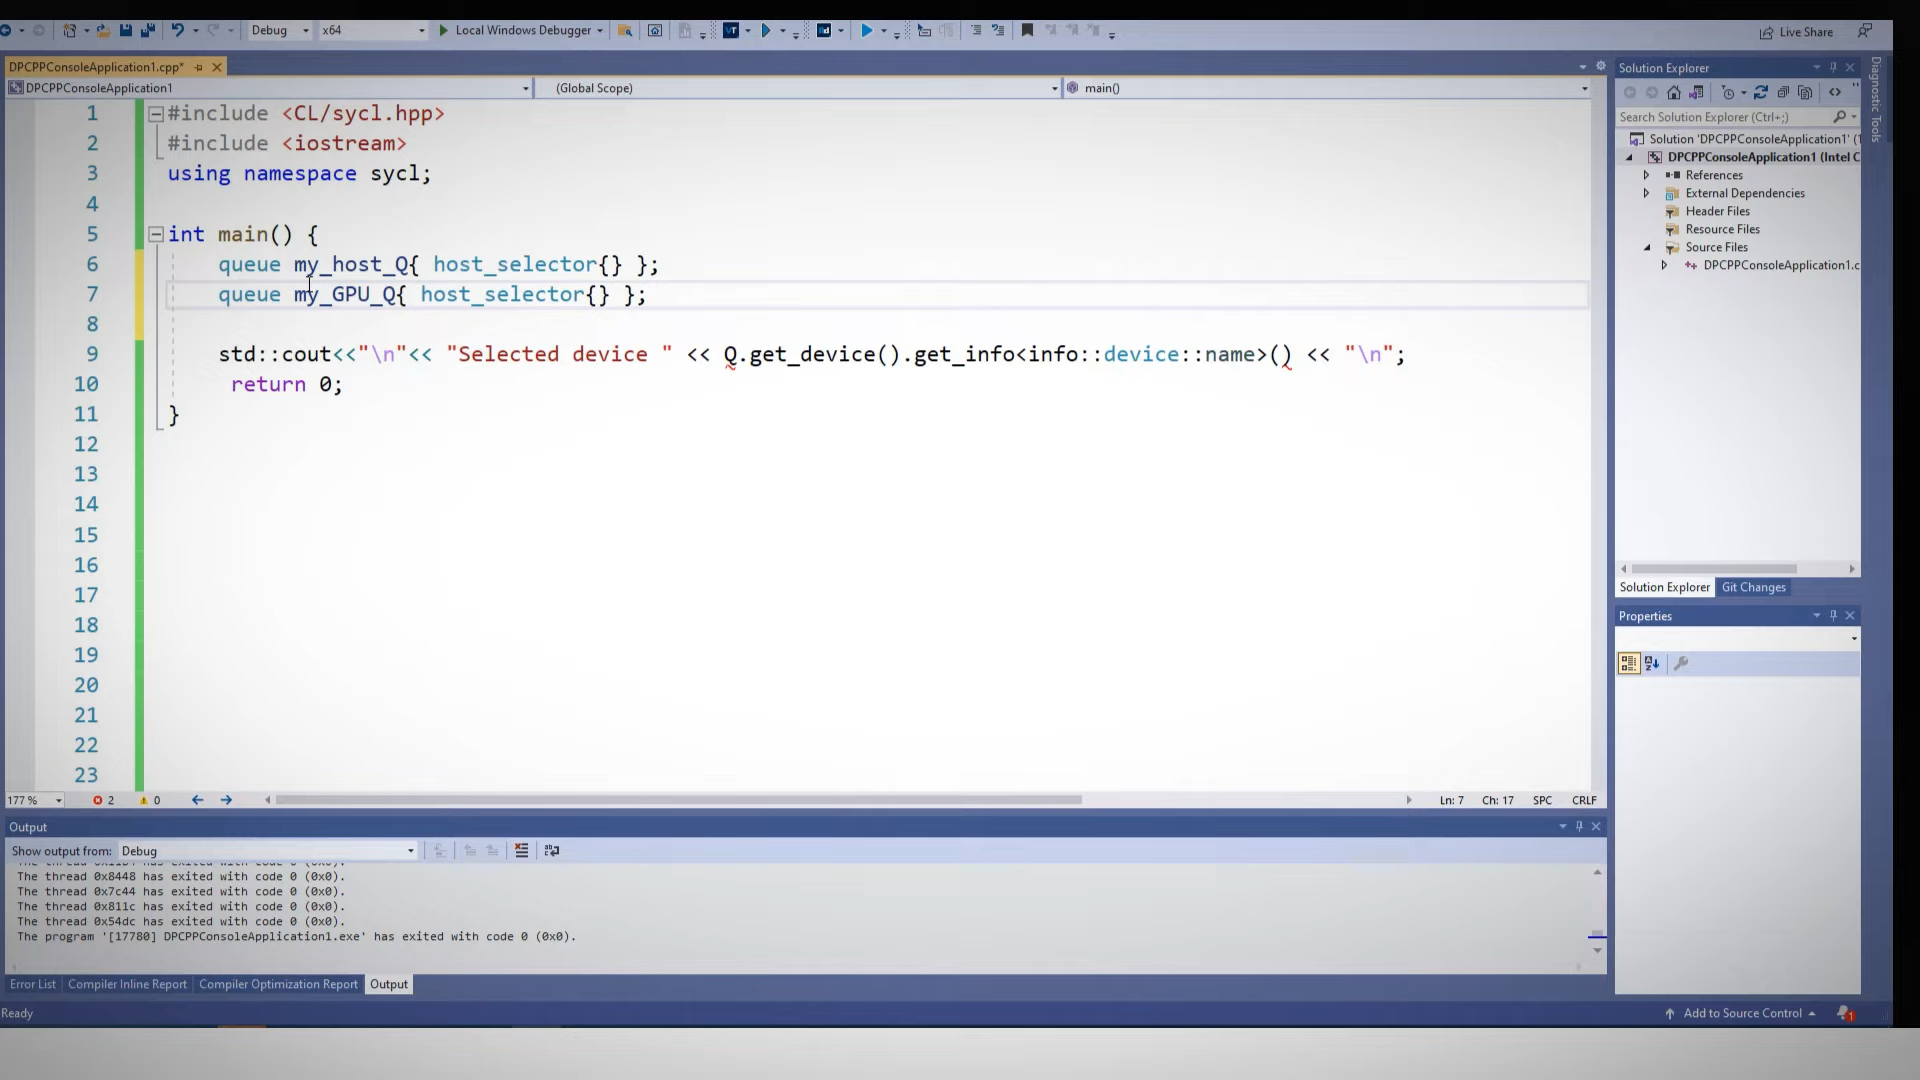 Debug
x64
Local Windows Debugger
Live Share
DPCPPConsoleApplication1.cpp*
DPCPPConsoleApplication1
(Global Scope)
main()
1 #include <CL/sycl.hpp>
2 #include <iostream>
3 using namespace sycl;
4
5 int main() {
6 queue my_host_Q{ host_selector{} };
7 queue my_GPU_Q{ host_selector{} };
8
9 std::cout<<"\n"<< "Selected device " << Q.get_device().get_info<info::device::name>() << "\n";
10 return 0;
11 }
12
13
14
15
16
17
18
19
20
21
22
23
177 %
2
0
Ln: 7
Ch: 17
SPC
CRLF
Solution Explorer
Search Solution Explorer (Ctrl+;)
Solution 'DPCPPConsoleApplication1' (1
DPCPPConsoleApplication1 (Intel C
References
External Dependencies
Header Files
Resource Files
Source Files
DPCPPConsoleApplication1.c
Solution Explorer
Git Changes
Properties
Diagnostic Tools
Output
Show output from: Debug
The thread 0x8448 has exited with code 0 (0x0).
The thread 0x7c44 has exited with code 0 (0x0).
The thread 0x811c has exited with code 0 (0x0).
The thread 0x54dc has exited with code 0 (0x0).
The program '[17780] DPCPPConsoleApplication1.exe' has exited with code 0 (0x0).
Error List
Compiler Inline Report
Compiler Optimization Report
Output
Ready
Add to Source Control
1